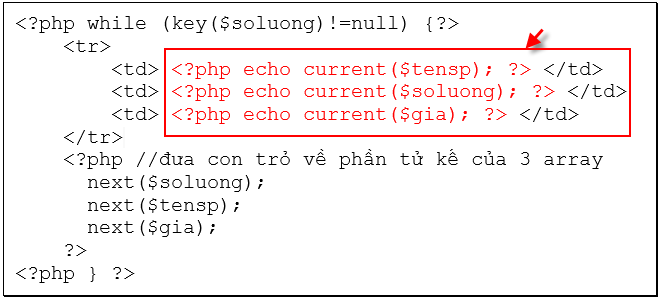 <?php while (key($soluong)!=null) {?>
<tr>
<td> <?php echo current($tensp); ?> </td>
<td> <?php echo current($soluong); ?> </td>
<td> <?php echo current($gia); ?> </td>
</tr>
<?php //đưa con trỏ về phần tử kế của 3 array
next($soluong);
next($tensp);
next($gia);
?>
<?php } ?>